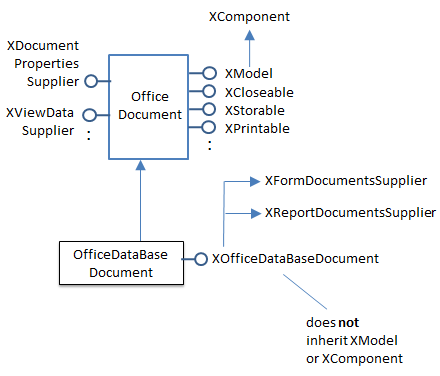 XComponent
XDocument
Properties
Supplier
XViewData
Supplier
:
Office
Document
XModel
XCloseable
XStorable
XPrintable
:
XFormDocumentsSupplier
XReportDocumentsSupplier
OfficeDataBase
Document
XOfficeDataBaseDocument
does not
inherit XModel
or XComponent